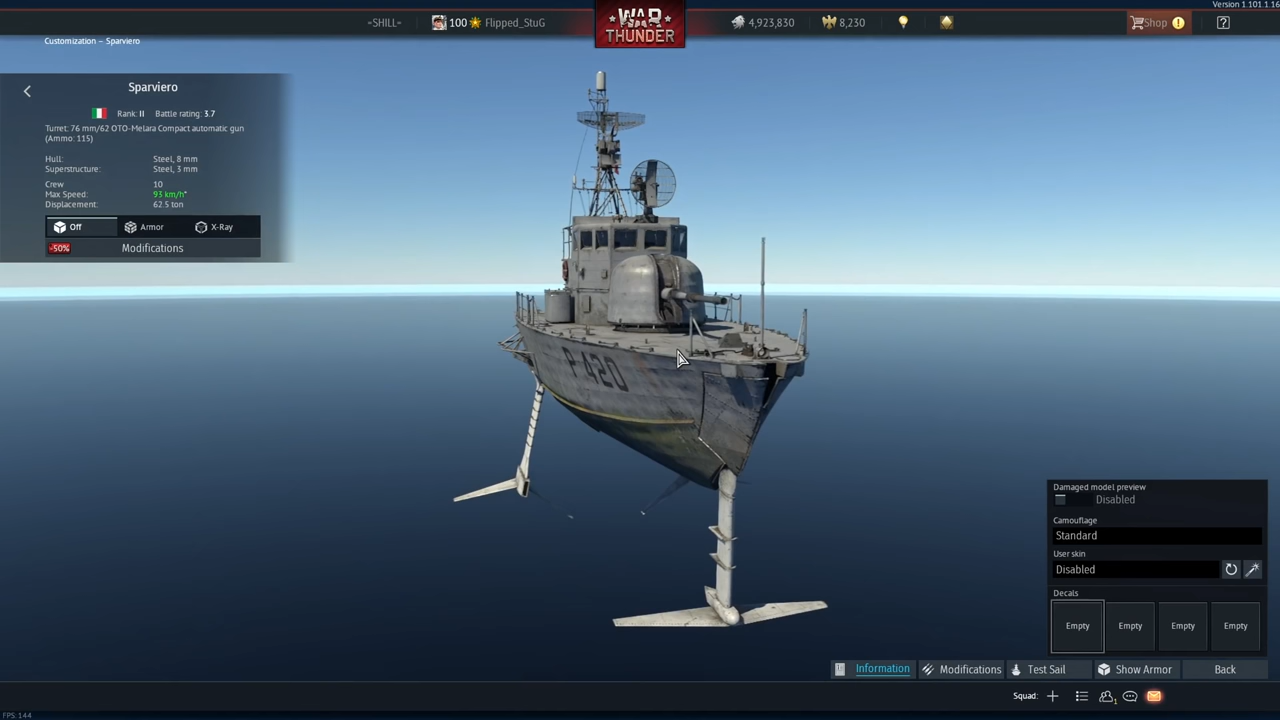 Version 1.101.1.16
=SHILL=
100 Flipped_StuG
WAR
THUNDER
4,923,830
8,230
Shop
Customization – Sparviero
Sparviero
Rank: II Battle rating: 3.7
Turret: 76 mm/62 OTO-Melara Compact automatic gun
(Ammo: 115)
Hull: Steel, 8 mm
Superstructure: Steel, 3 mm
Crew 10
Max Speed: 93 km/h*
Displacement: 62.5 ton
Off Armor X-Ray
-50% Modifications
P 420
Damaged model preview
Disabled
Camouflage
Standard
User skin
Disabled
Decals
Empty Empty Empty Empty
Information Modifications Test Sail Show Armor Back
Squad: 1
FPS: 144